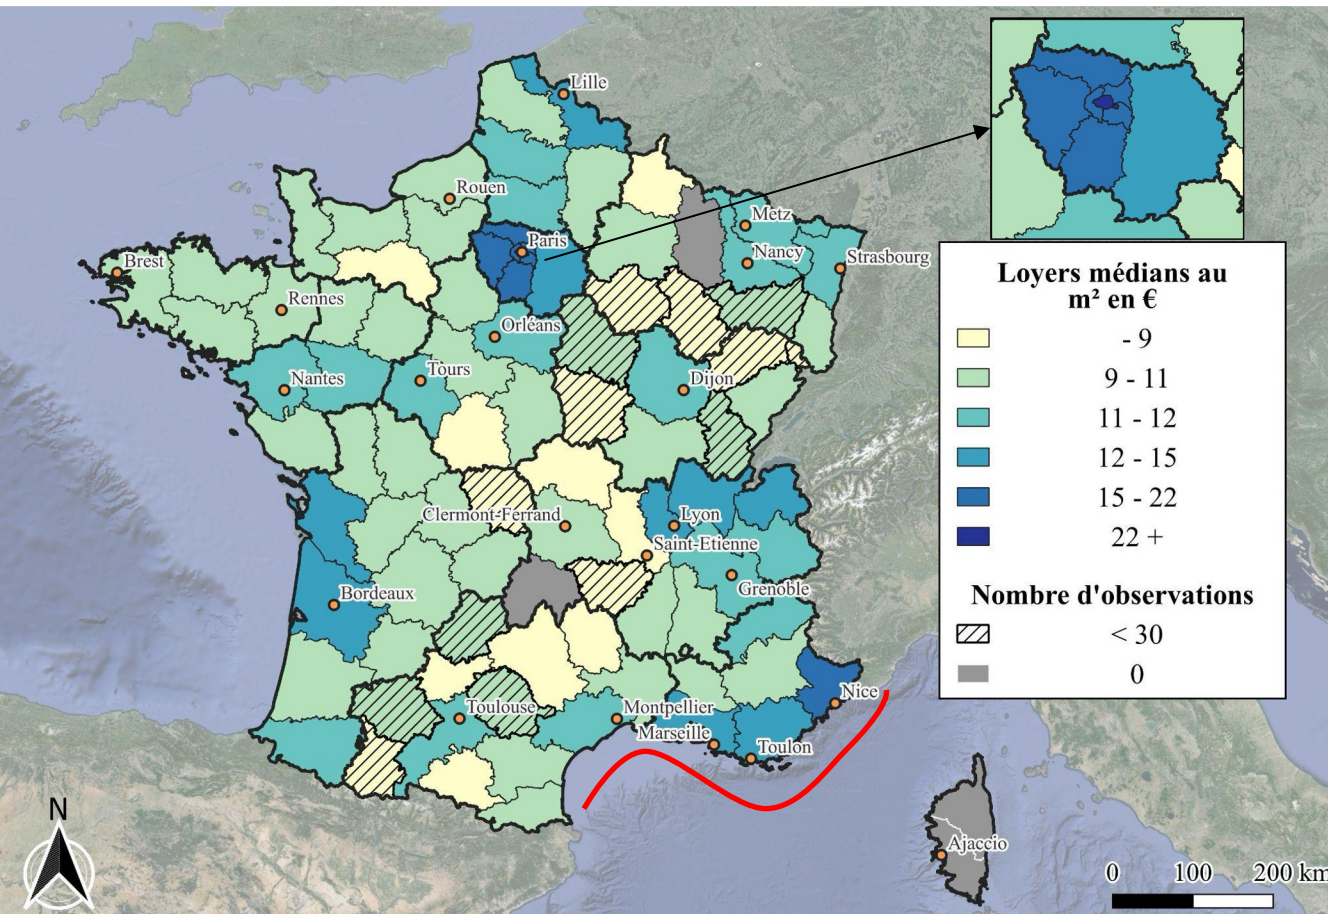 Lille
Rouen
Metz
Paris
Nancy
Strasbourg
Brest
Rennes
Orléans
Nantes
Tours
Dijon
Clermont-Ferrand
Lyon
Saint-Etienne
Grenoble
Bordeaux
Toulouse
Montpellier
Nice
Marseille
Toulon
Ajaccio
N
Loyers médians au
m² en €
- 9
9 - 11
11 - 12
12 - 15
15 - 22
22 +
Nombre d'observations
< 30
0
0 100 200 km